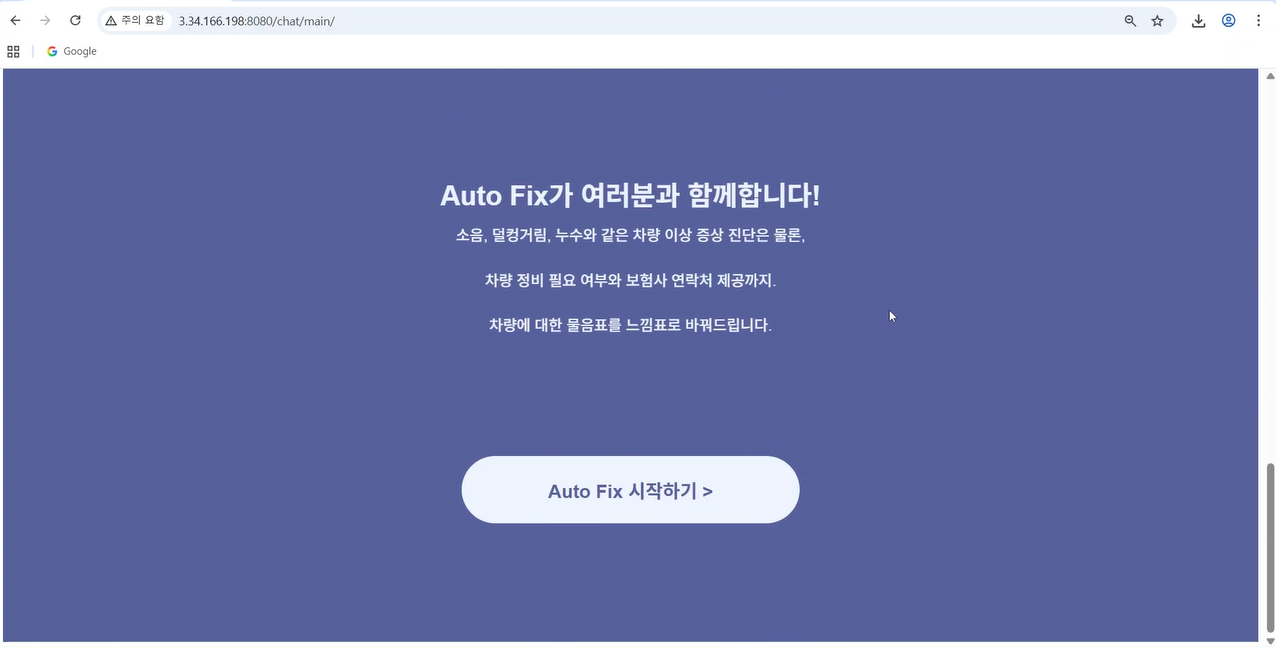 주의 요함 3.34.166.198:8080/chat/main/
Google
Auto Fix가 여러분과 함께합니다!
소음, 덜컹거림, 누수와 같은 차량 이상 증상 진단은 물론,
차량 정비 필요 여부와 보험사 연락처 제공까지.
차량에 대한 물음표를 느낌표로 바꿔드립니다.
Auto Fix 시작하기 >